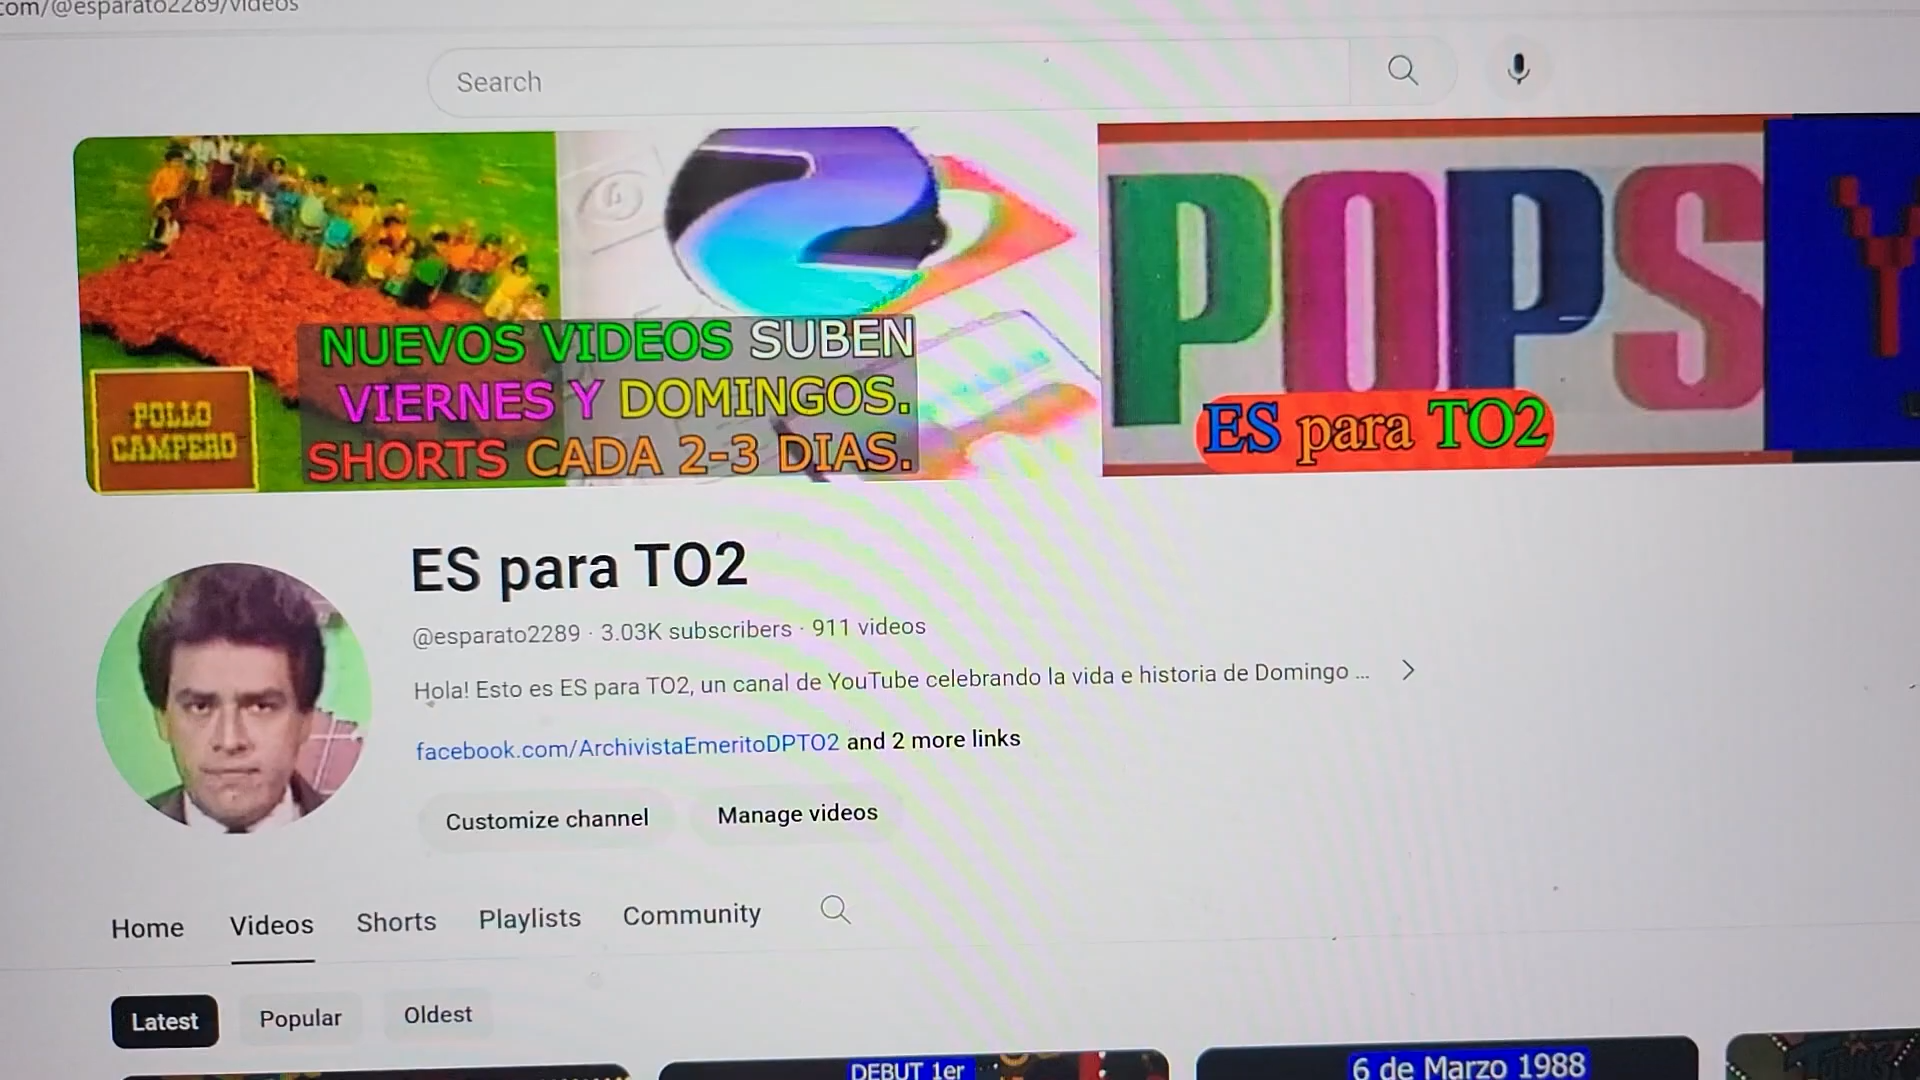 com/@esparato2289/videos
Search
POPS
Y
NUEVOS VIDEOS SUBEN
VIERNES Y DOMINGOS.
SHORTS CADA 2-3 DIAS.
POLLO
CAMPERO
ES para TO2
ES para TO2
@esparato2289 · 3.03K subscribers · 911 videos
Hola! Esto es ES para TO2, un canal de YouTube celebrando la vida e historia de Domingo ...
facebook.com/ArchivistaEmeritoDPTO2 and 2 more links
Customize channel Manage videos
Home Videos Shorts Playlists Community
Latest Popular Oldest
DEBUT 1er
6 de Marzo 1988